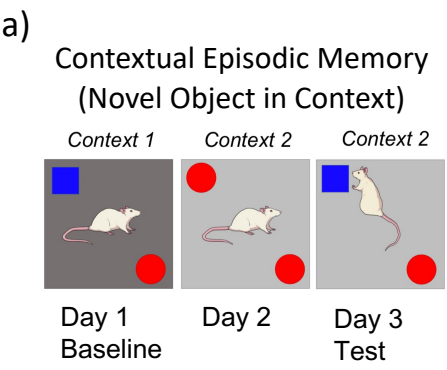 a)
Contextual Episodic Memory
(Novel Object in Context)
Context 1 Context 2 Context 2
Day 1 Day 2 Day 3
Baseline Test